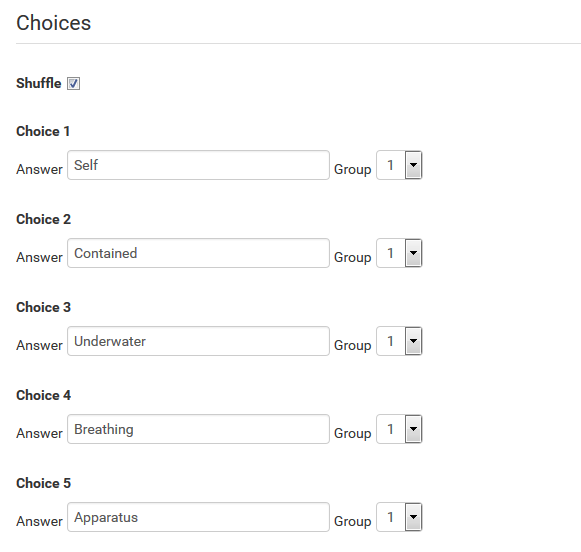 Choices
Shuffle
Choice 1
Answer Self Group 1
Choice 2
Answer Contained Group 1
Choice 3
Answer Underwater Group 1
Choice 4
Answer Breathing Group 1
Choice 5
Answer Apparatus Group 1